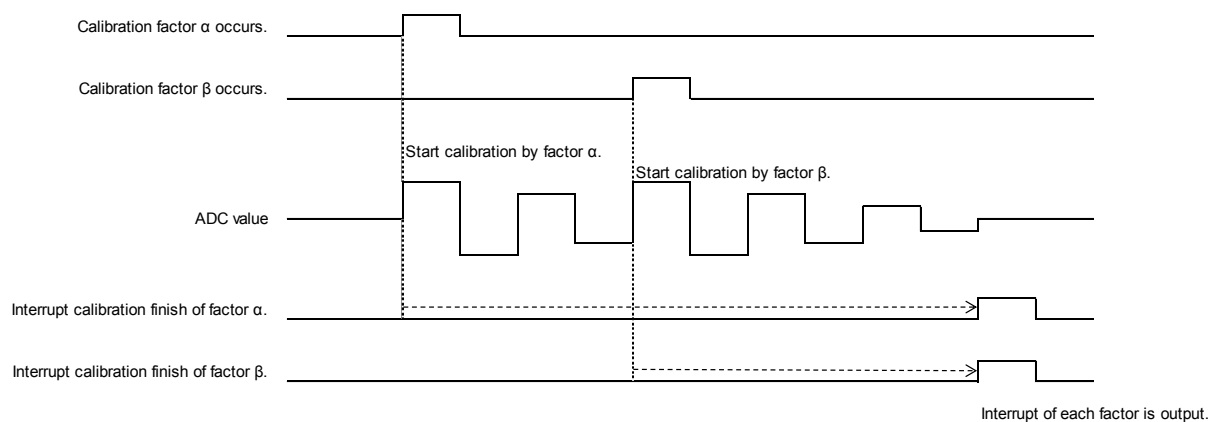 Calibration factor α occurs.
Calibration factor β occurs.
Start calibration by factor α.
Start calibration by factor β.
ADC value
Interrupt calibration finish of factor α.
Interrupt calibration finish of factor β.
Interrupt of each factor is output.